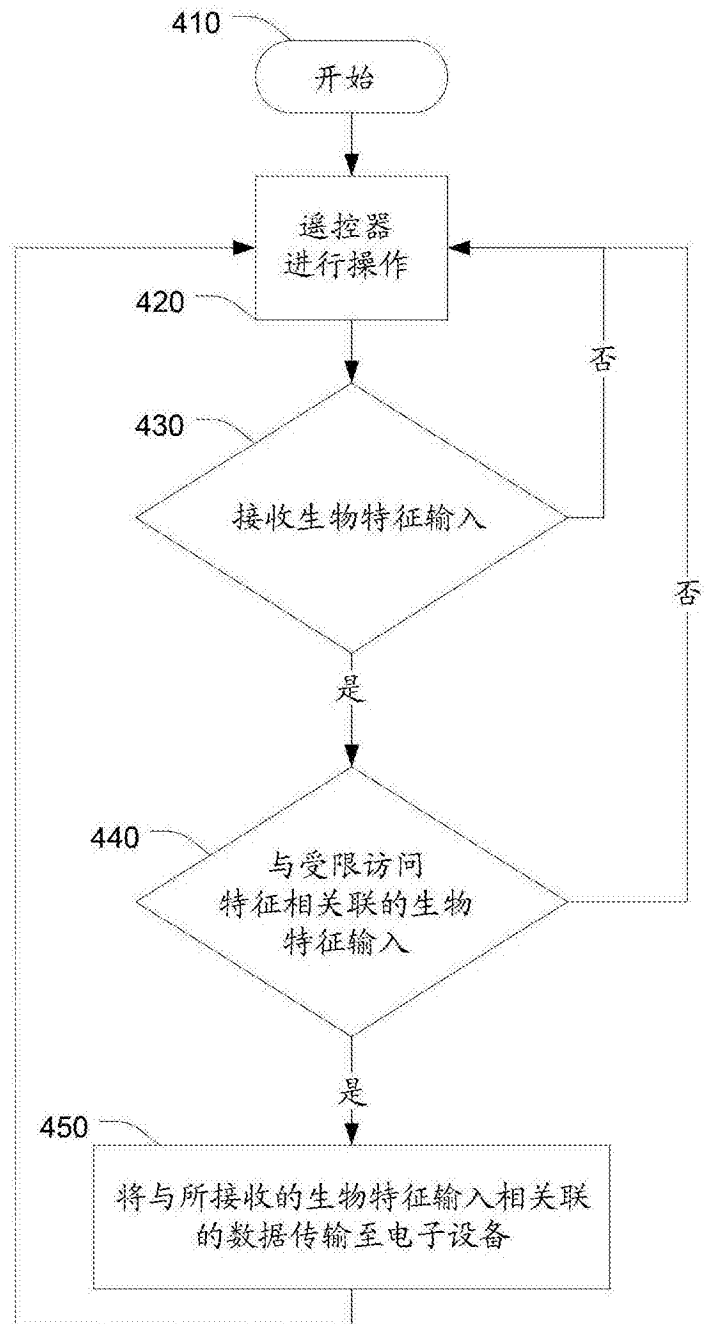 410
开始
遥控器
进行操作
420
否
430
接收生物特征输入
否
是
440
与受限访问
特征相关联的生物
特征输入
是
450
将与所接收的生物特征输入相关联
的数据传输至电子设备